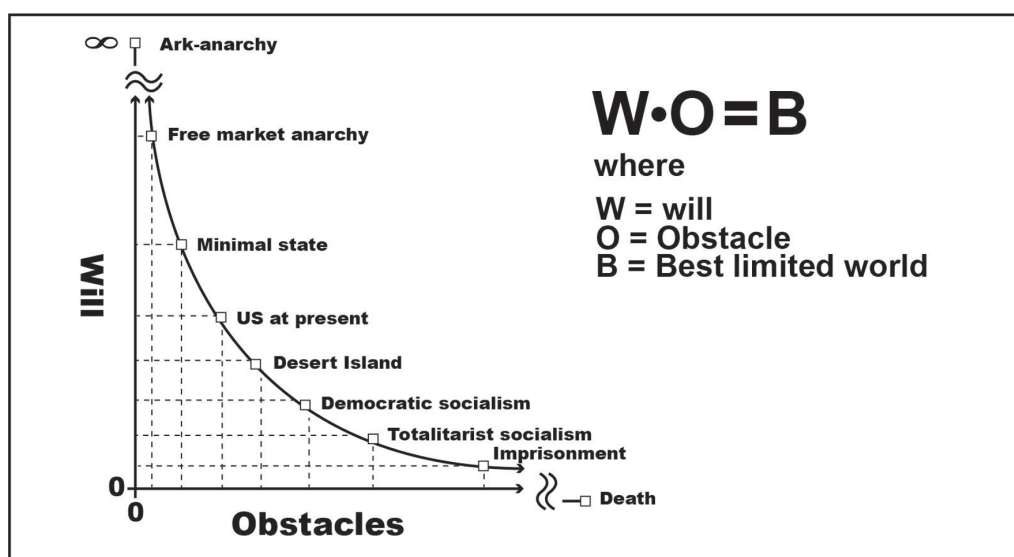 ∞ Ark-anarchy
Free market anarchy
Minimal state
US at present
Desert Island
Democratic socialism
Totalitarist socialism
Imprisonment
Death
Will
0
0
Obstacles
W•O=B
where
W = will
O = Obstacle
B = Best limited world